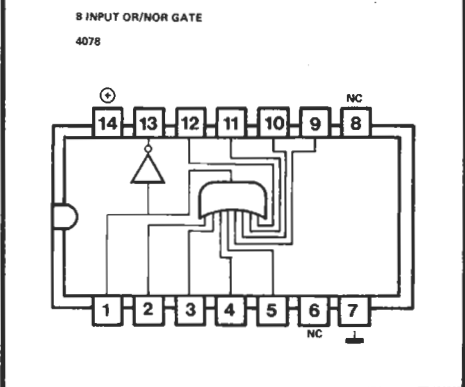 8 INPUT OR/NOR GATE
4078
+
NC
14 13 12 11 10 9 8
1 2 3 4 5 6 7
NC